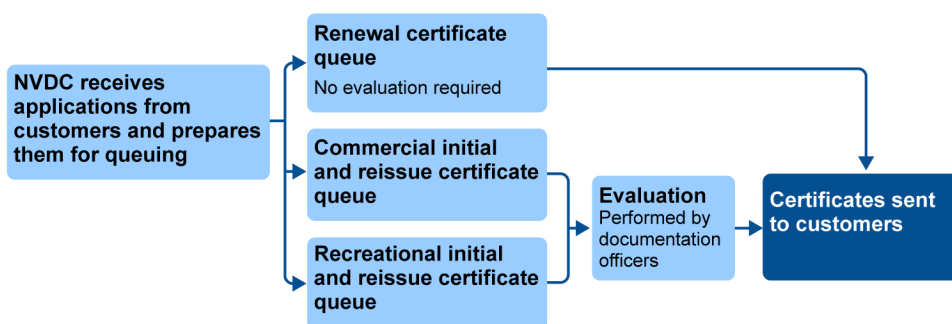 NVDC receives
applications from
customers and prepares
them for queuing
Renewal certificate
queue
No evaluation required
Commercial initial
and reissue certificate
queue
Recreational initial
and reissue certificate
queue
Evaluation
Performed by
documentation
officers
Certificates sent
to customers